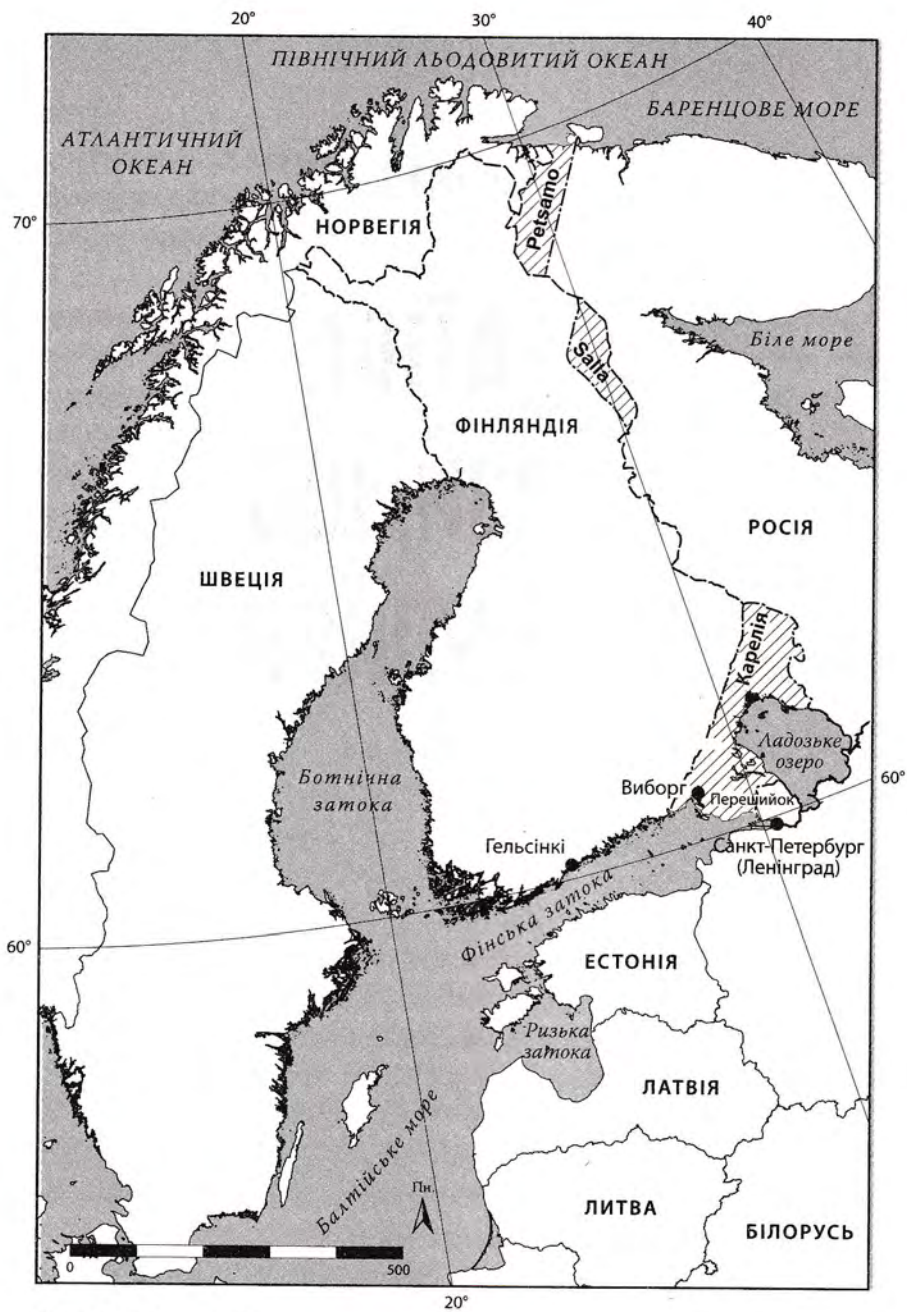 20°
30°
40°
ПІВНІЧНИЙ ЛЬОДОВИТИЙ ОКЕАН
БАРЕНЦОВЕ МОРЕ
АТЛАНТИЧНИЙ
ОКЕАН
70°
НОРВЕГІЯ
Petsamo
Біле море
Salla
ФІНЛЯНДІЯ
РОСІЯ
ШВЕЦІЯ
Карелія
Ладозьке
озеро
60°
Ботнічна
затока
Виборг
Перешийок
Гельсінкі
Санкт-Петербург
(Ленінград)
Фінська затока
60°
ЕСТОНІЯ
Ризька
затока
ЛАТВІЯ
Балтійське море
Пн.
ЛИТВА
БІЛОРУСЬ
0
500
20°